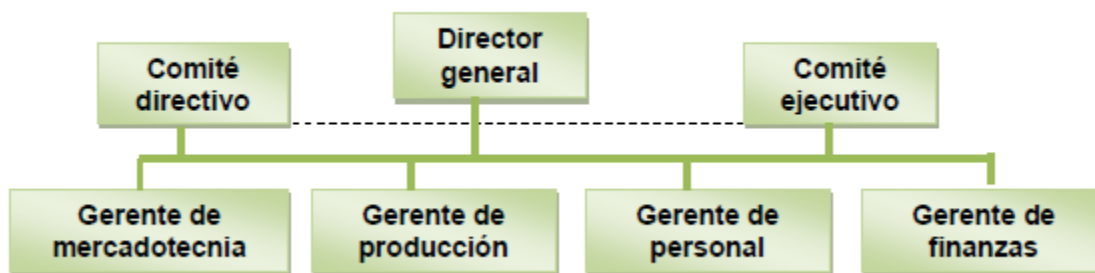 Director
general
Comité
directivo
Comité
ejecutivo
Gerente de
mercadotecnia
Gerente de
producción
Gerente de
personal
Gerente de
finanzas